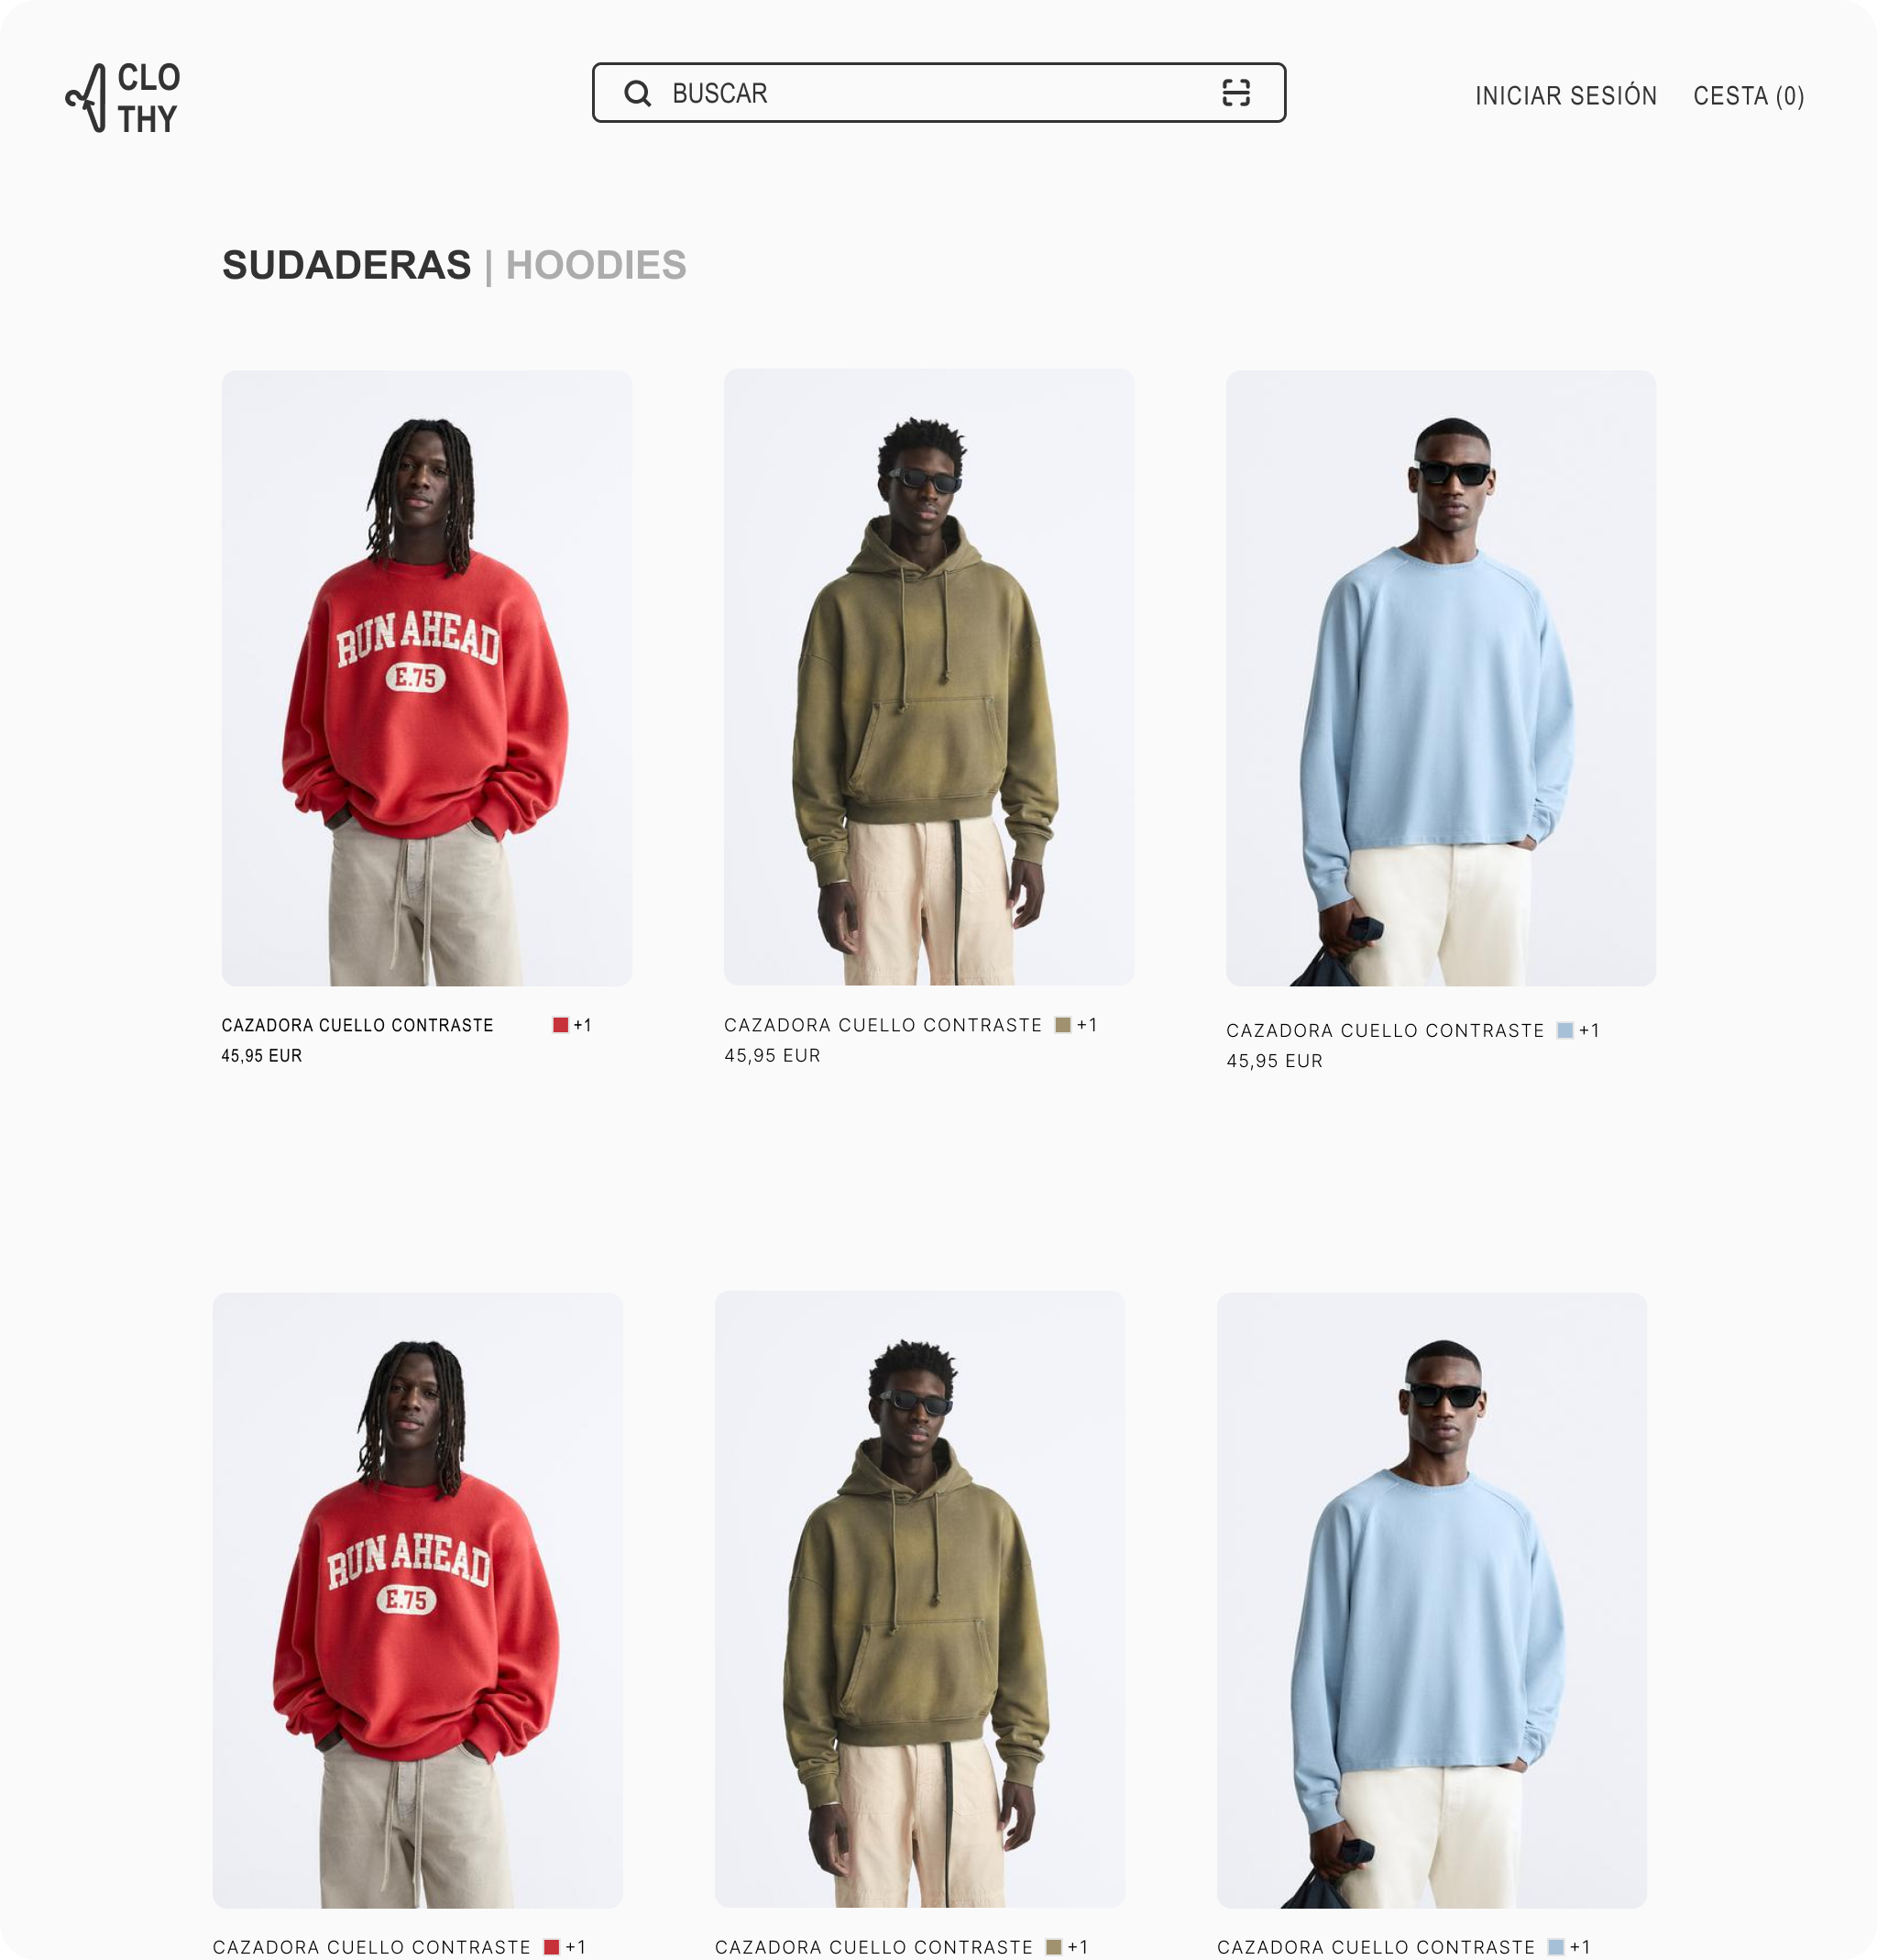 CLO
THY
BUSCAR
INICIAR SESIÓN CESTA (0)
SUDADERAS | HOODIES
RUN AHEAD
E.75
CAZADORA CUELLO CONTRASTE +1
45,95 EUR
CAZADORA CUELLO CONTRASTE +1
45,95 EUR
CAZADORA CUELLO CONTRASTE +1
45,95 EUR
RUN AHEAD
E.75
CAZADORA CUELLO CONTRASTE +1
CAZADORA CUELLO CONTRASTE +1
CAZADORA CUELLO CONTRASTE +1